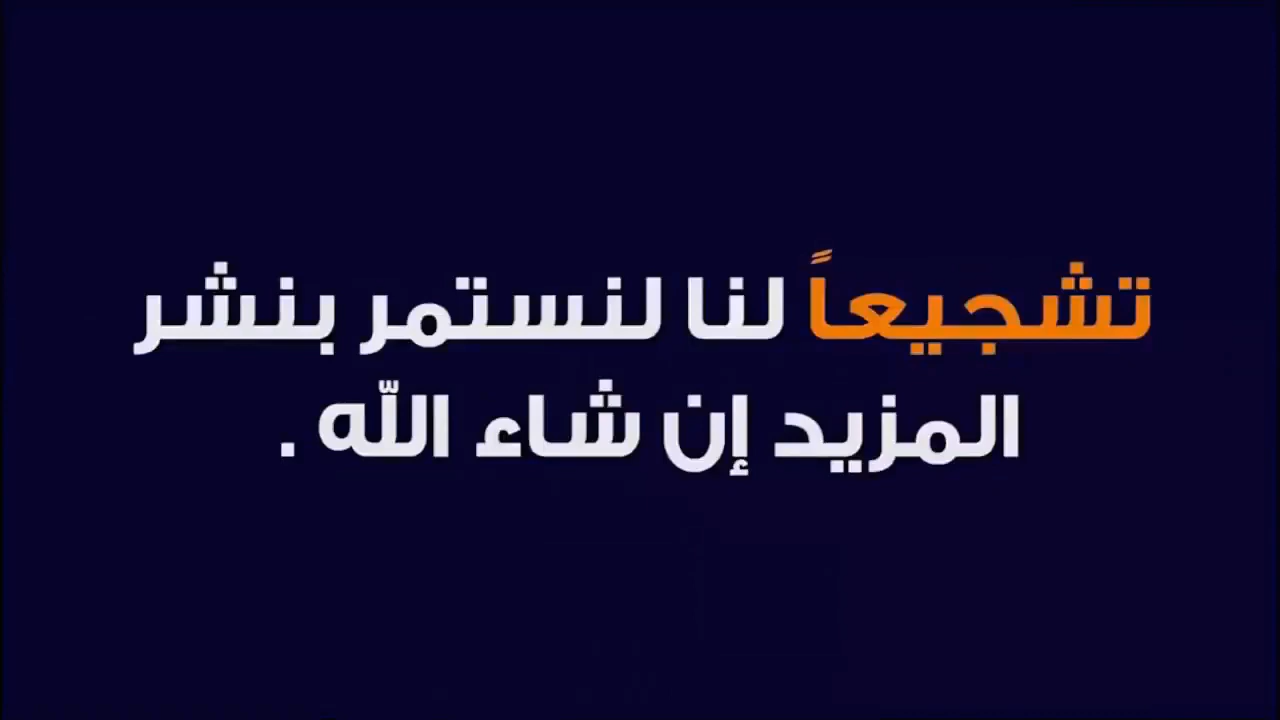 تشجيعاً لنا لنستمر بنشر
المزيد إن شاء الله .